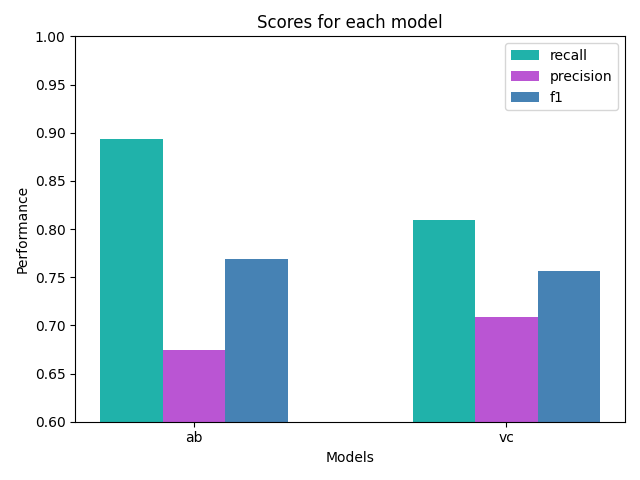 Scores for each model
recall
precision
f1
1.00
0.95
0.90
0.85
0.80
0.75
0.70
0.65
0.60
Performance
ab
vc
Models